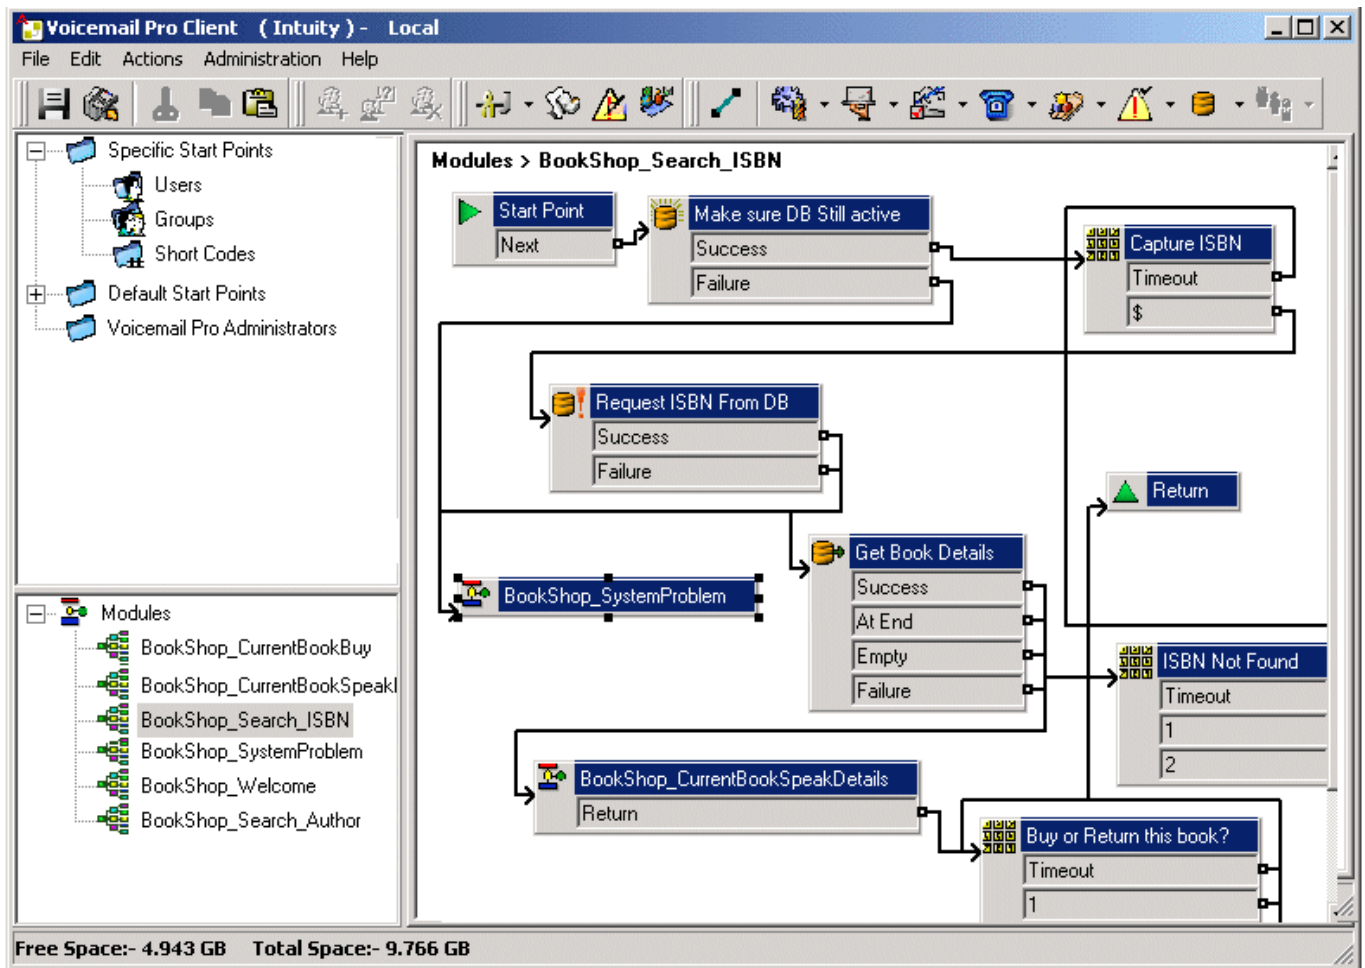 Voicemail Pro Client ( Intuity ) - Local
File Edit Actions Administration Help
Specific Start Points
Users
Groups
Short Codes
Default Start Points
Voicemail Pro Administrators
Modules
BookShop_CurrentBookBuy
BookShop_CurrentBookSpeak
BookShop_Search_ISBN
BookShop_SystemProblem
BookShop_Welcome
BookShop_Search_Author
Modules > BookShop_Search_ISBN
Start Point
Next
Make sure DB Still active
Success
Failure
Capture ISBN
Timeout
$
Request ISBN From DB
Success
Failure
Return
Get Book Details
Success
At End
Empty
Failure
BookShop_SystemProblem
ISBN Not Found
Timeout
1
2
BookShop_CurrentBookSpeakDetails
Return
Buy or Return this book?
Timeout
1
Free Space:- 4.943 GB Total Space:- 9.766 GB